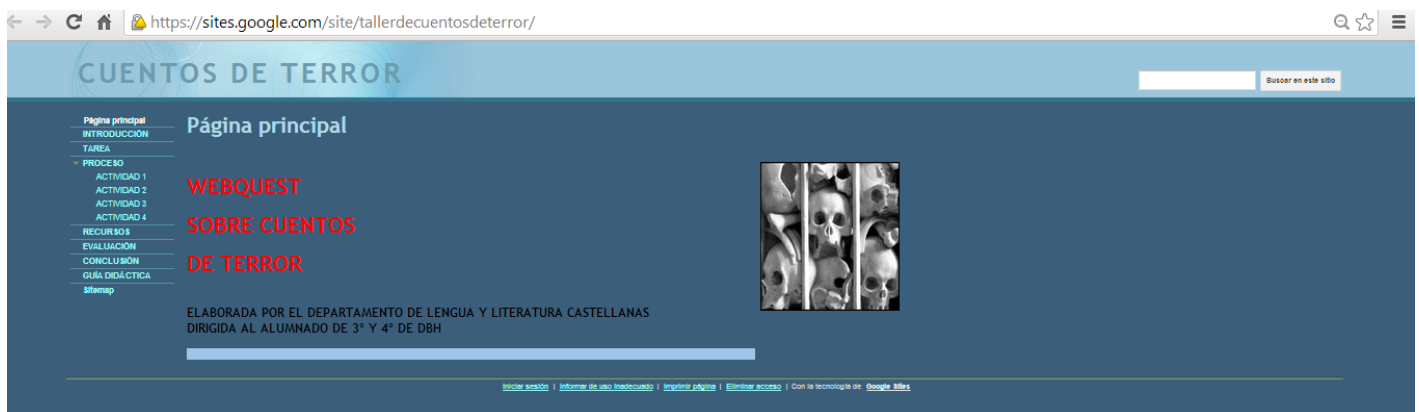 https://sites.google.com/site/tallerdecuentosdeterror/
CUENTOS DE TERROR
Buscar en este sitio
Página principal
INTRODUCCIÓN
TAREA
PROCESO
ACTIVIDAD 1
ACTIVIDAD 2
ACTIVIDAD 3
ACTIVIDAD 4
RECURSOS
EVALUACIÓN
CONCLUSIÓN
GUÍA DIDÁCTICA
Sitemap
Página principal
WEBQUEST
SOBRE CUENTOS
DE TERROR
ELABORADA POR EL DEPARTAMENTO DE LENGUA Y LITERATURA CASTELLANAS
DIRIGIDA AL ALUMNADO DE 3º Y 4º DE DBH
Iniciar sesión | Informar de uso inadecuado | Imprimir página | Eliminar acceso | Con la tecnología de Google Sites